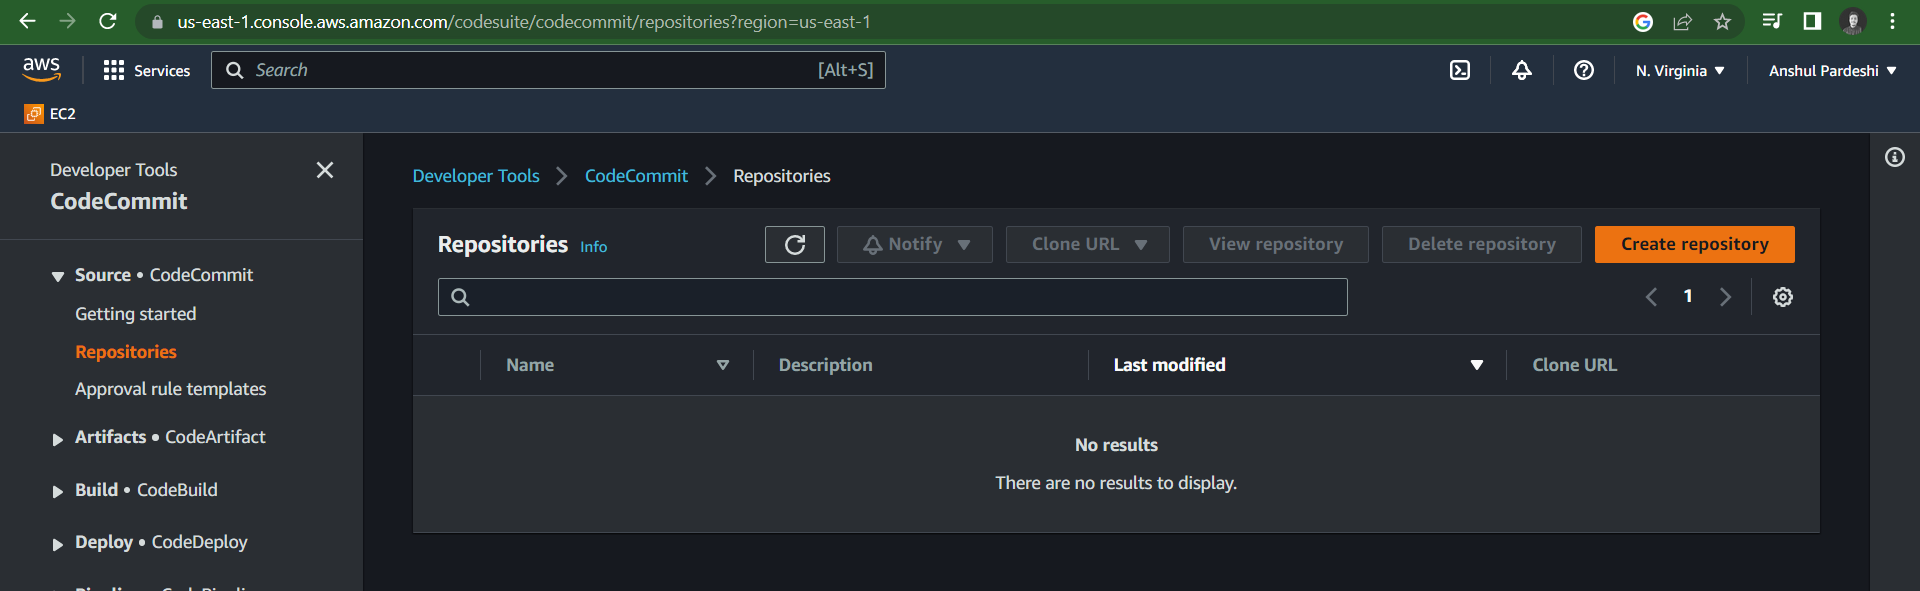 us-east-1.console.aws.amazon.com/codesuite/codecommit/repositories?region=us-east-1
aws Services Search [Alt+S] N. Virginia Anshul Pardeshi
EC2
Developer Tools
CodeCommit
Source • CodeCommit
Getting started
Repositories
Approval rule templates
Artifacts • CodeArtifact
Build • CodeBuild
Deploy • CodeDeploy
Developer Tools > CodeCommit > Repositories
Repositories Info Notify Clone URL View repository Delete repository Create repository
1
Name Description Last modified Clone URL
No results
There are no results to display.